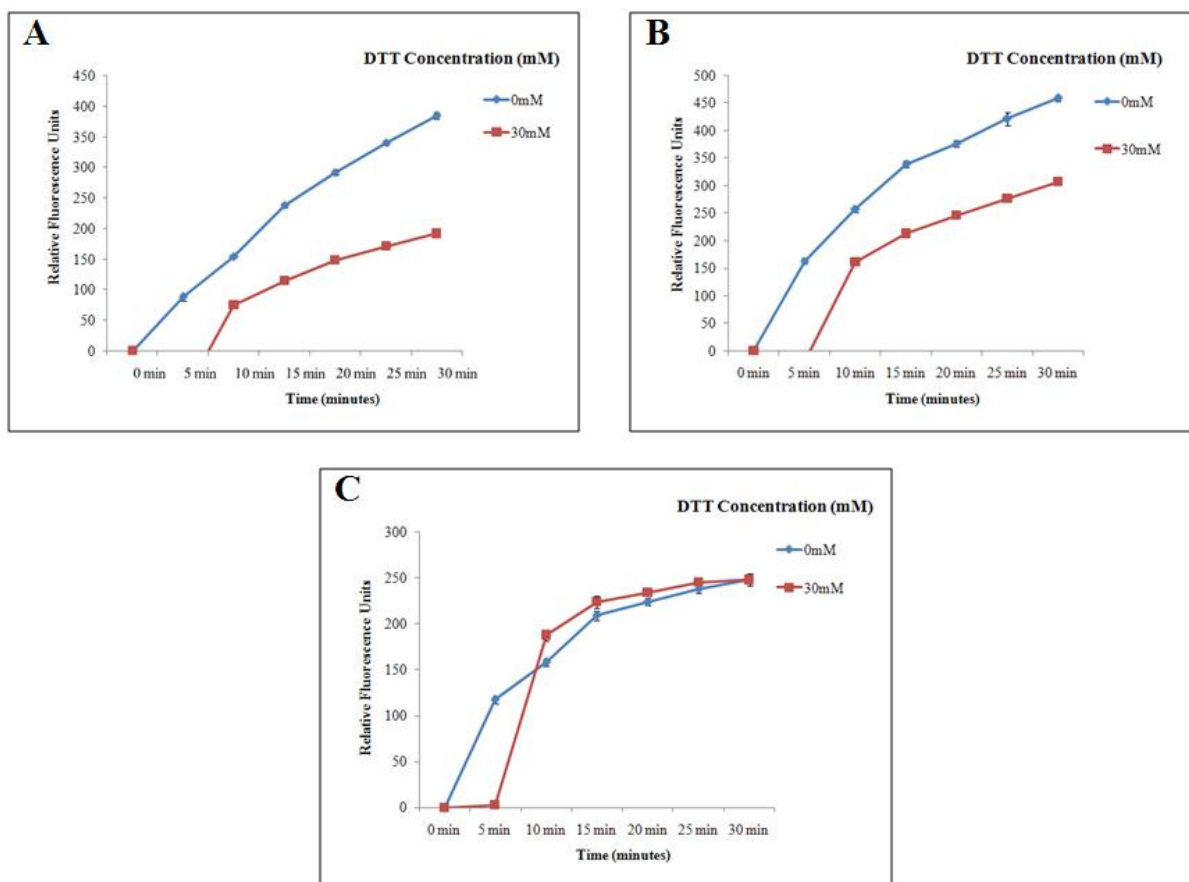 A
DTT Concentration (mM)
450
400
350
300
250
200
150
100
50
0
Relative Fluorescence Units
0mM
30mM
0 min 5 min 10 min 15 min 20 min 25 min 30 min
Time (minutes)
B
DTT Concentration (mM)
500
450
400
350
300
250
200
150
100
50
0
Relative Fluorescence Units
0mM
30mM
0 min 5 min 10 min 15 min 20 min 25 min 30 min
Time (minutes)
C
DTT Concentration (mM)
300
250
200
150
100
50
0
Relative Fluorescence Units
0mM
30mM
0 min 5 min 10 min 15 min 20 min 25 min 30 min
Time (minutes)